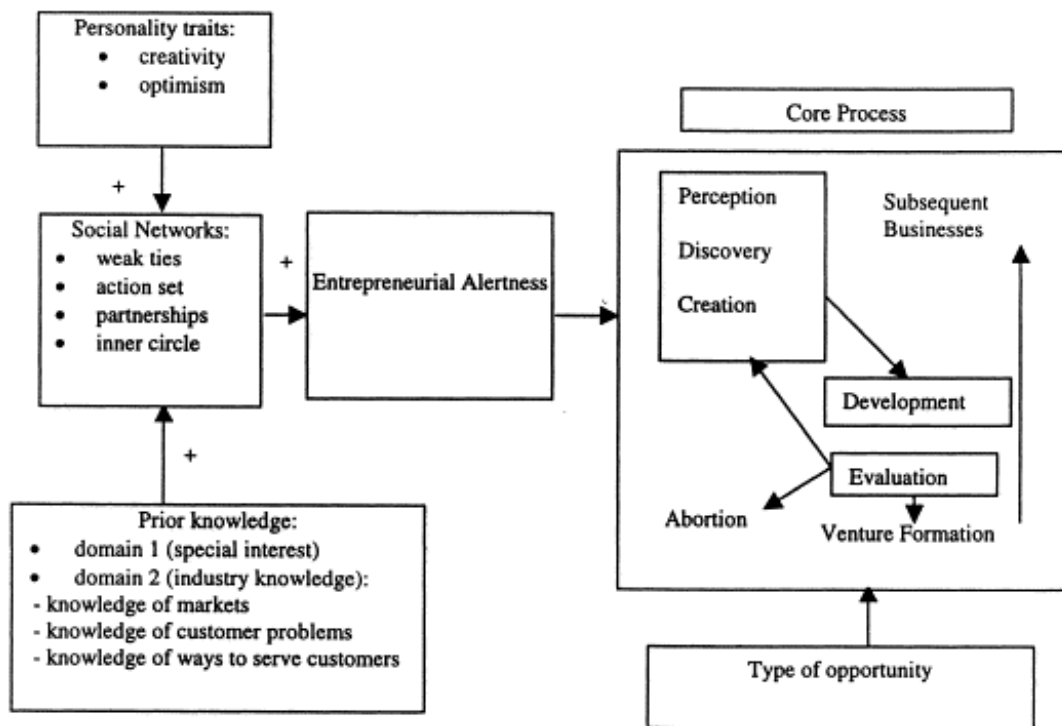 Personality traits:
• creativity
• optimism
+
Social Networks:
• weak ties
• action set
• partnerships
• inner circle
+
Entrepreneurial Alertness
+
Prior knowledge:
• domain 1 (special interest)
• domain 2 (industry knowledge):
- knowledge of markets
- knowledge of customer problems
- knowledge of ways to serve customers
Core Process
Perception
Discovery
Creation
Subsequent
Businesses
Development
Evaluation
Abortion
Venture Formation
Type of opportunity